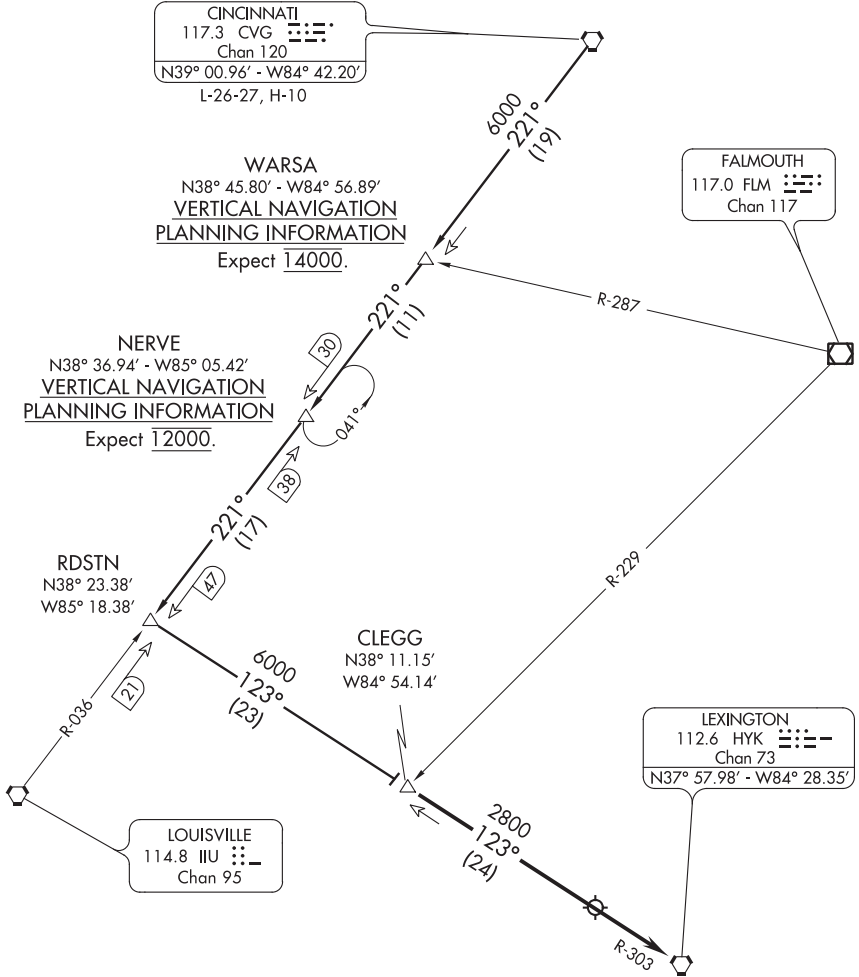 CINCINNATI
117.3 CVG
Chan 120
N39° 00.96′ - W84° 42.20′
L-26-27, H-10
6000
221°
(19)
WARSA
N38° 45.80′ - W84° 56.89′
VERTICAL NAVIGATION
PLANNING INFORMATION
Expect 14000.
FALMOUTH
117.0 FLM
Chan 117
R-287
221°
(11)
30
NERVE
N38° 36.94′ - W85° 05.42′
VERTICAL NAVIGATION
PLANNING INFORMATION
Expect 12000.
041°
38
221°
(17)
RDSTN
N38° 23.38′
W85° 18.38′
47
R-229
21
R-036
6000
123°
(23)
CLEGG
N38° 11.15′
W84° 54.14′
LEXINGTON
112.6 HYK
Chan 73
N37° 57.98′ - W84° 28.35′
LOUISVILLE
114.8 IIU
Chan 95
2800
123°
(24)
R-303